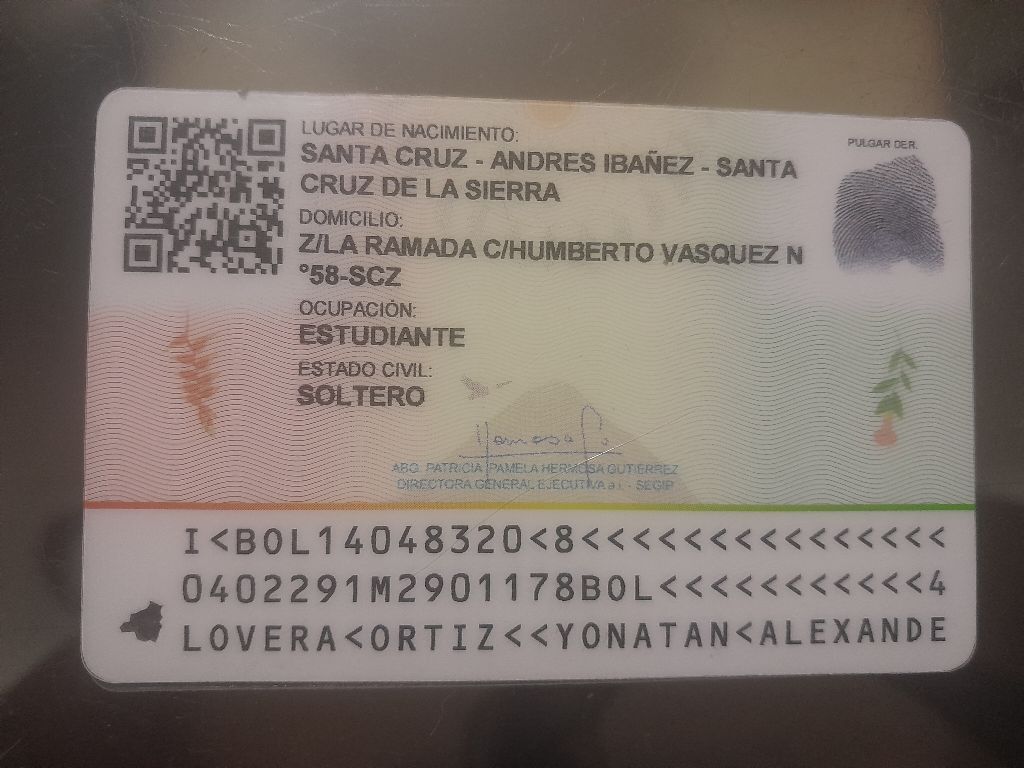 LUGAR DE NACIMIENTO:
SANTA CRUZ - ANDRES IBAÑEZ - SANTA
CRUZ DE LA SIERRA
DOMICILIO:
Z/LA RAMADA C/HUMBERTO VASQUEZ N
°58-SCZ
OCUPACIÓN:
ESTUDIANTE
ESTADO CIVIL:
SOLTERO
PULGAR DER.
ABG. PATRICIA PAMELA HERMOSA GUTIERREZ
DIRECTORA GENERAL EJECUTIVA a.i. - SEGIP
I<BOL14048320<8<<<<<<<<<<<<<<<
0402291M2901178BOL<<<<<<<<<<<4
LOVERA<ORTIZ<<YONATAN<ALEXANDE